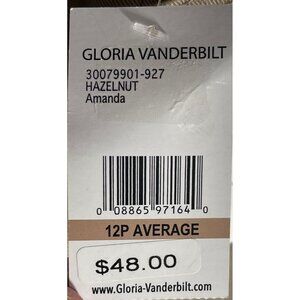 GLORIA VANDERBILT
30079901-927
HAZELNUT
Amanda
0 08865 97164 0
12P AVERAGE
$48.00
www.Gloria-Vanderbilt.com